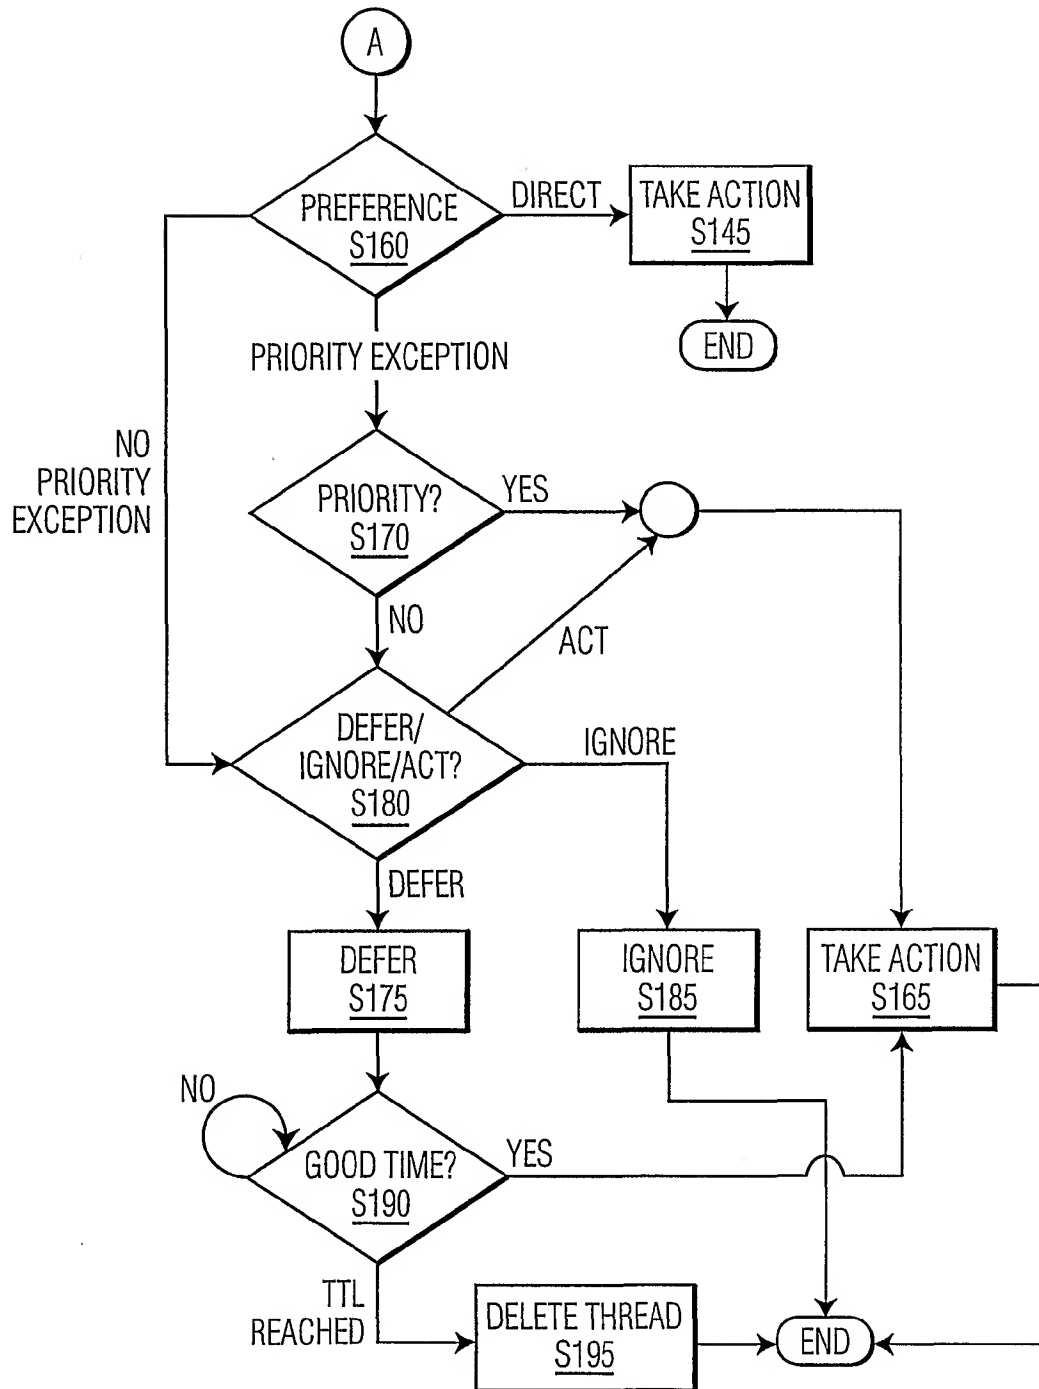 A
PREFERENCE
S160
DIRECT
TAKE ACTION
S145
END
PRIORITY EXCEPTION
NO
PRIORITY
EXCEPTION
PRIORITY?
S170
YES
NO
ACT
DEFER/
IGNORE/ACT?
S180
IGNORE
DEFER
DEFER
S175
IGNORE
S185
TAKE ACTION
S165
NO
GOOD TIME?
S190
YES
TTL
REACHED
DELETE THREAD
S195
END